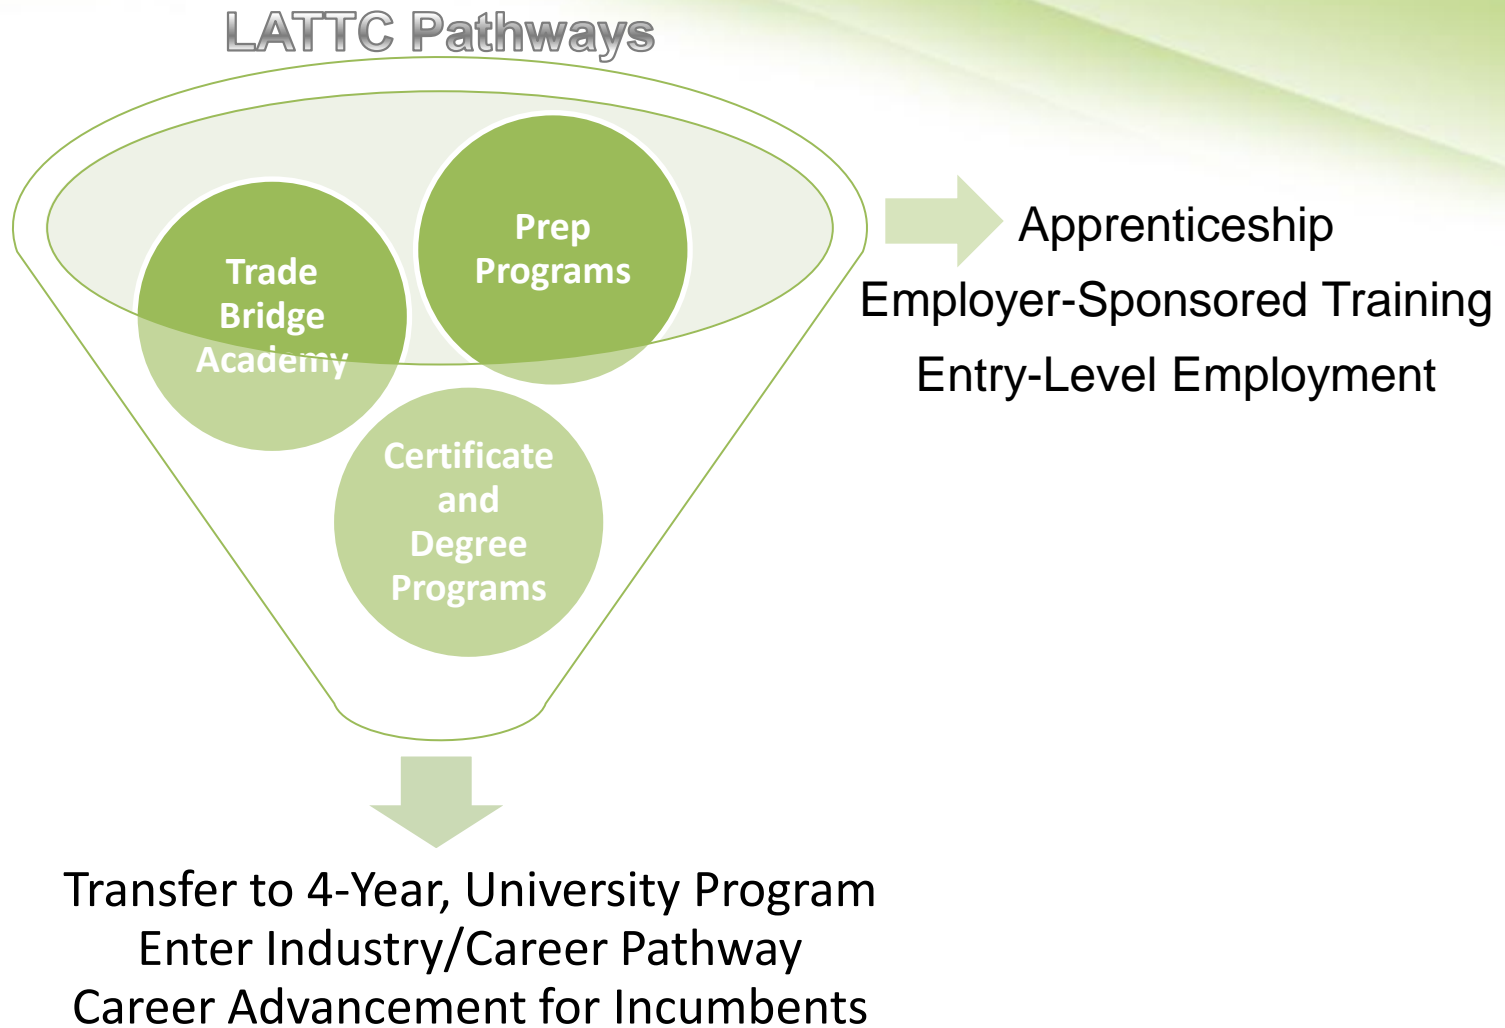 LATTC Pathways
Prep
Programs
Trade
Bridge
Academy
Certificate
and
Degree
Programs
Apprenticeship
Employer-Sponsored Training
Entry-Level Employment
Transfer to 4-Year, University Program
Enter Industry/Career Pathway
Career Advancement for Incumbents